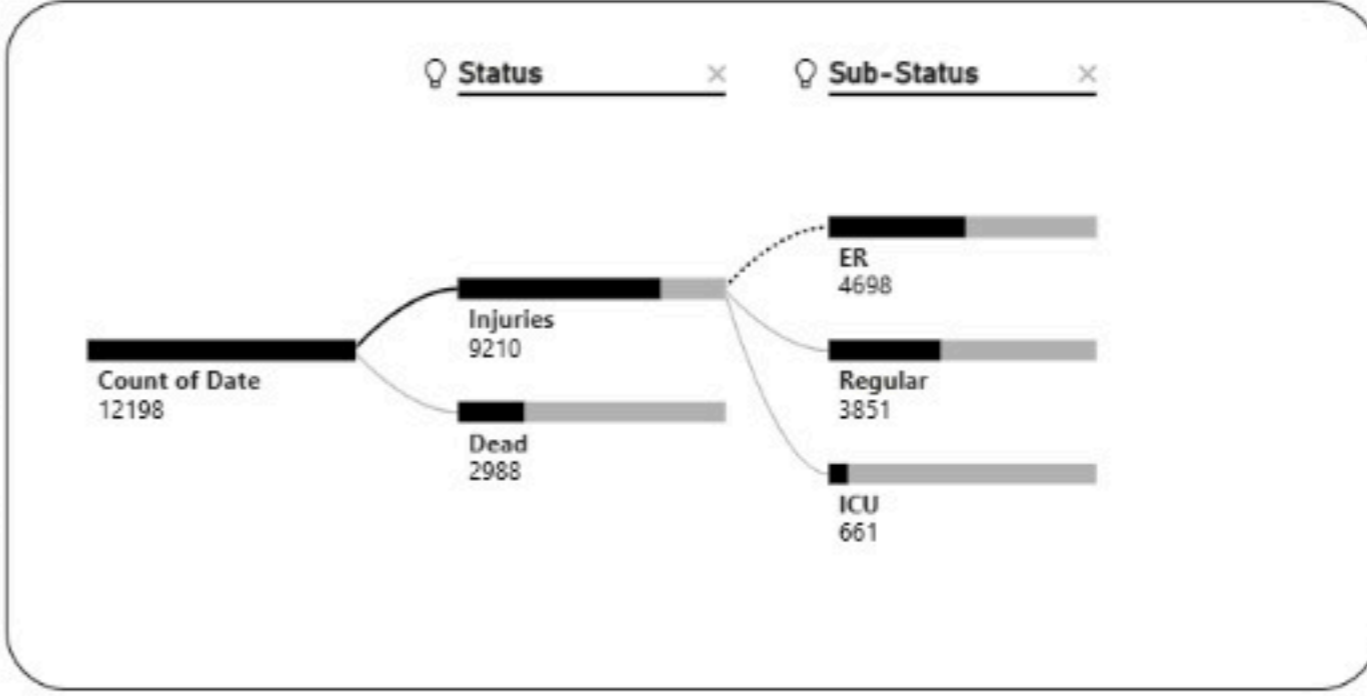 Status
Sub-Status
ER
4698
Injuries
9210
Regular
3851
Count of Date
12198
Dead
2988
ICU
661